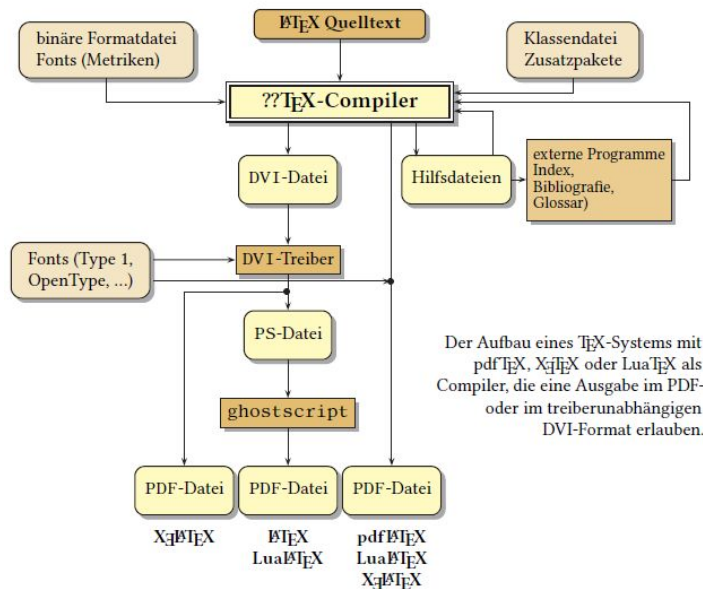 binäre Formatdatei
Fonts (Metriken)
LATEX Quelltext
Klassendatei
Zusatzpakete
??TEX-Compiler
DVI-Datei
Hilfsdateien
externe Programme
Index,
Bibliografie,
Glossar)
Fonts (Type 1,
OpenType, ...)
DVI-Treiber
PS-Datei
Der Aufbau eines TEX-Systems mit
pdfTEX, XƎTEX oder LuaTEX als
Compiler, die eine Ausgabe im PDF-
oder im treiberunabhängigen
DVI-Format erlauben.
ghostscript
PDF-Datei
PDF-Datei
PDF-Datei
XƎLATEX
LATEX
LuaLATEX
pdfLATEX
LuaLATEX
XƎLATEX